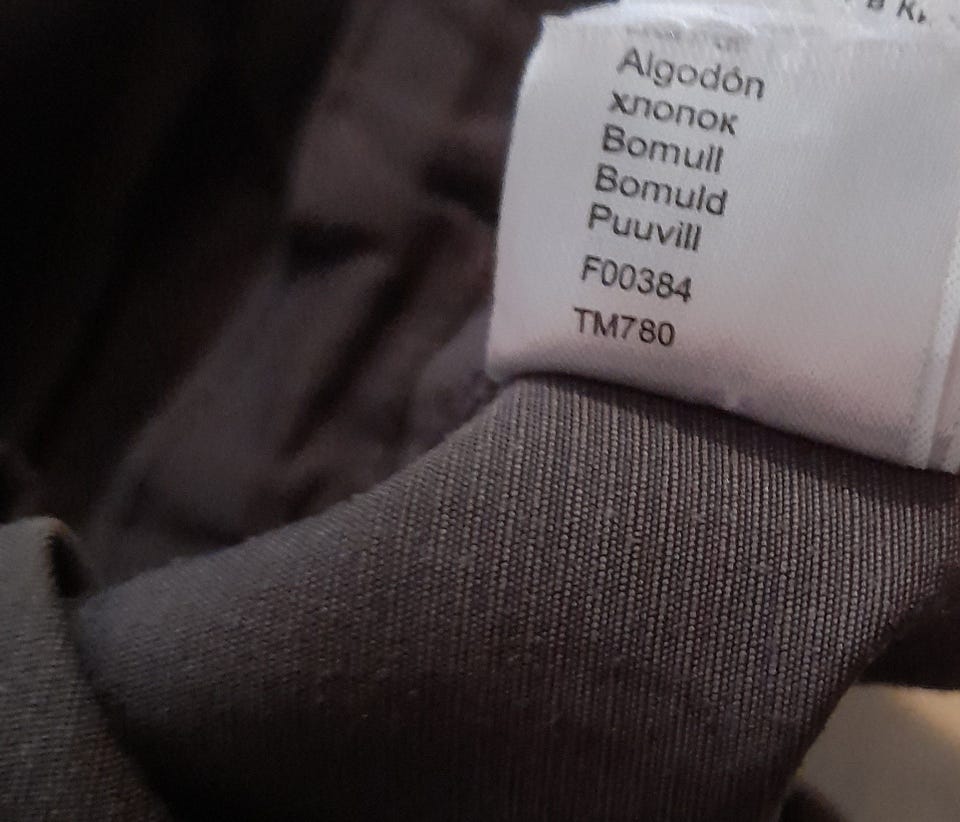 Algodón
хлопок
Bomull
Bomuld
Puuvill
F00384
TM780